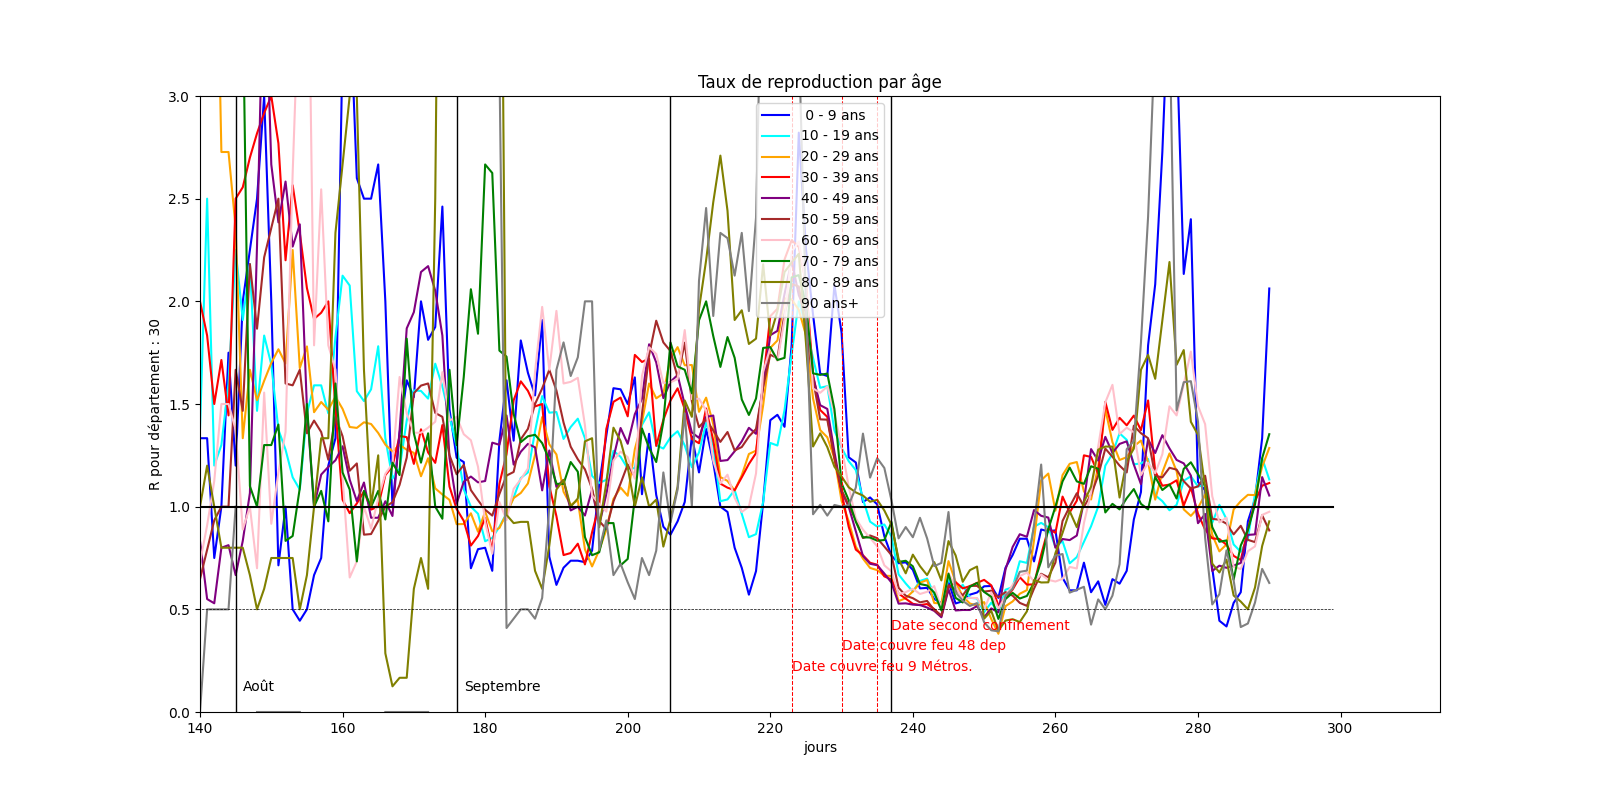 Taux de reproduction par âge
R pour département : 30
3.0
2.5
2.0
1.5
1.0
0.5
0.0
0 - 9 ans
10 - 19 ans
20 - 29 ans
30 - 39 ans
40 - 49 ans
50 - 59 ans
60 - 69 ans
70 - 79 ans
80 - 89 ans
90 ans+
Date second confinement
Date couvre feu 48 dep
Date couvre feu 9 Métros.
Août
Septembre
140 160 180 200 220 240 260 280 300
jours